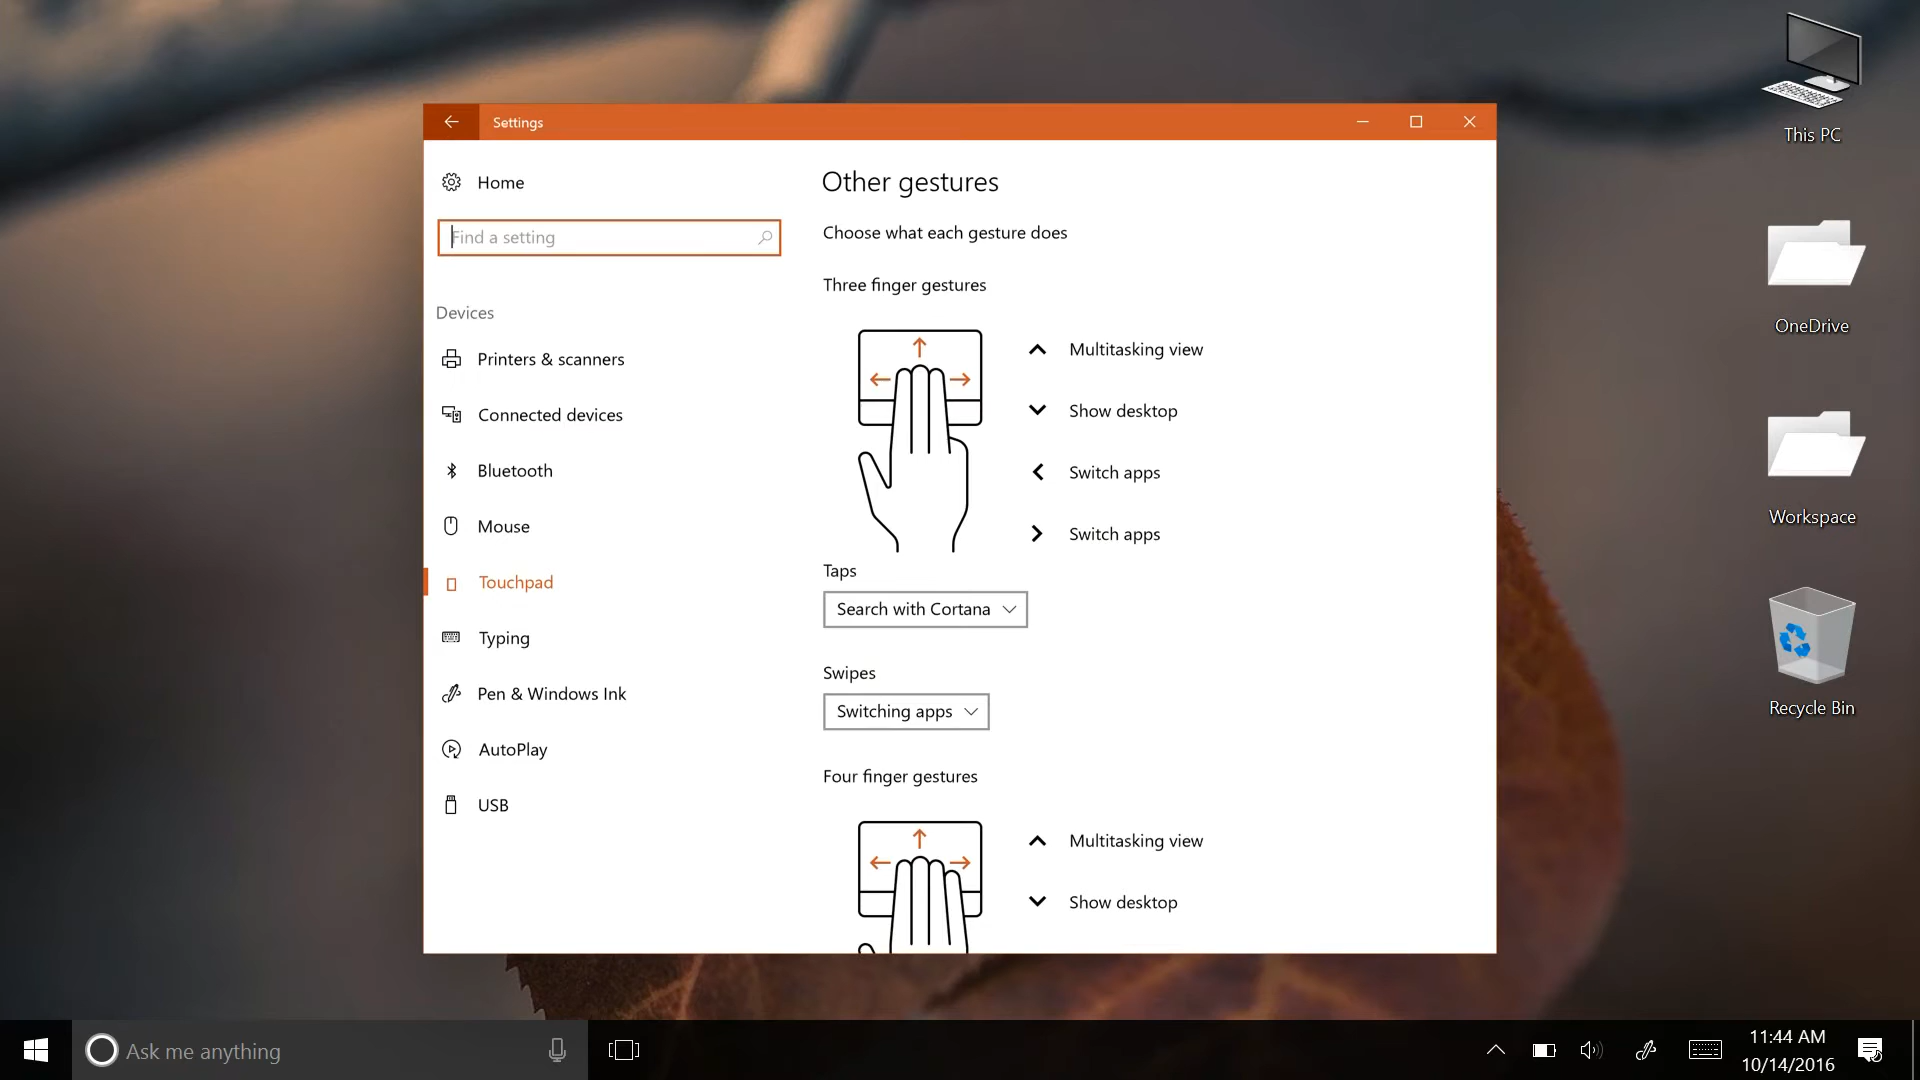 Settings
Home
Find a setting
Devices
Printers & scanners
Connected devices
Bluetooth
Mouse
Touchpad
Typing
Pen & Windows Ink
AutoPlay
USB
Other gestures
Choose what each gesture does
Three finger gestures
Multitasking view
Show desktop
Switch apps
Switch apps
Taps
Search with Cortana
Swipes
Switching apps
Four finger gestures
Multitasking view
Show desktop
This PC
OneDrive
Workspace
Recycle Bin
Ask me anything
11:44 AM
10/14/2016